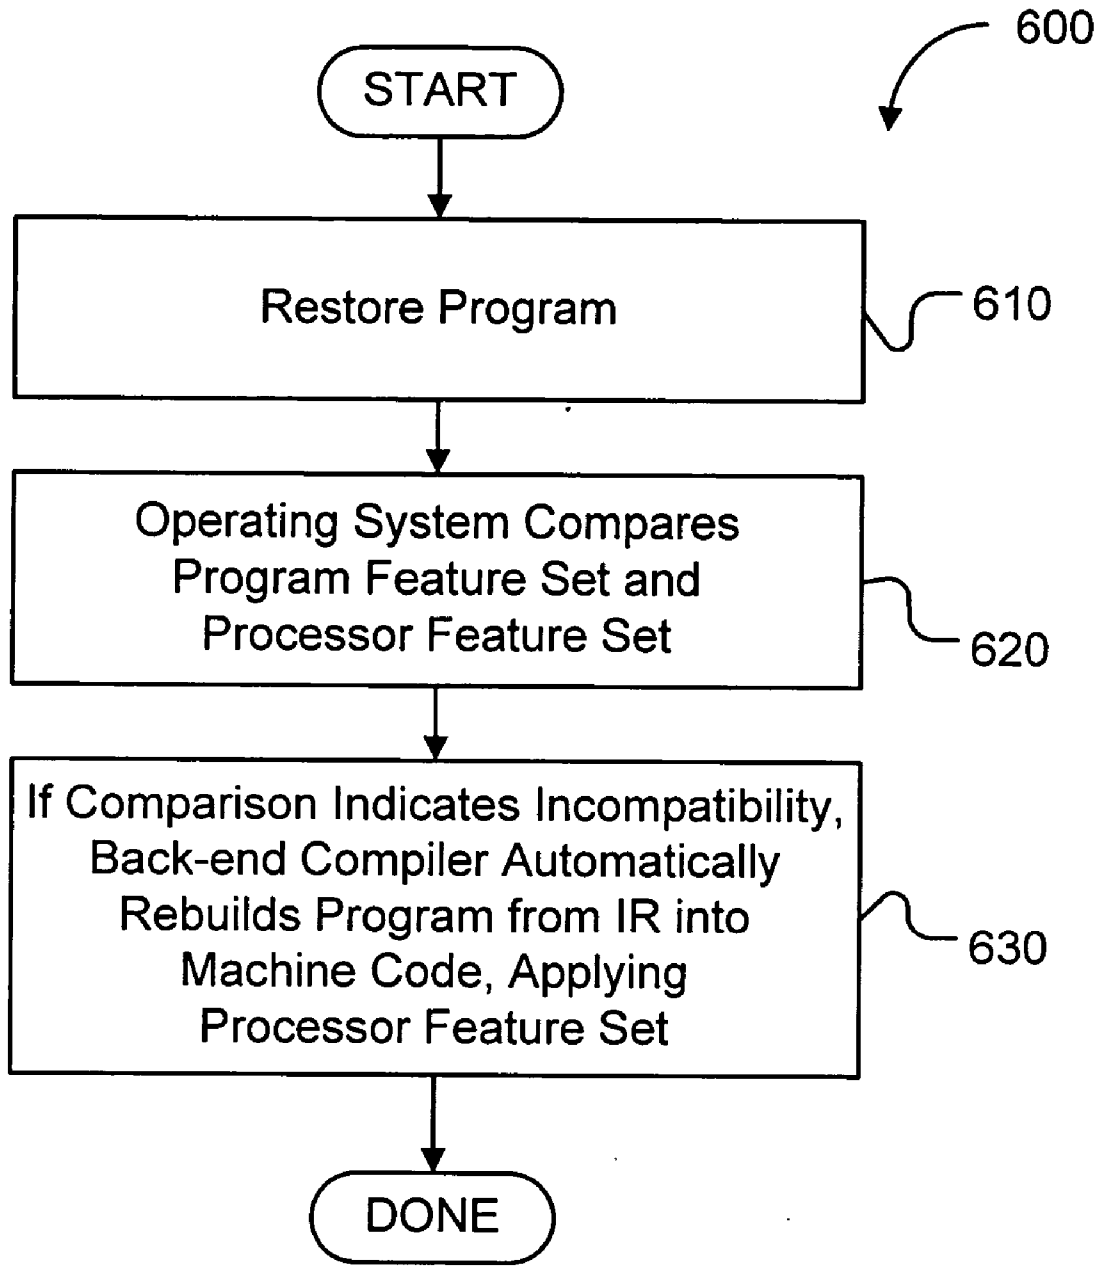 600
START
Restore Program
610
Operating System Compares
Program Feature Set and
Processor Feature Set
620
If Comparison Indicates Incompatibility,
Back-end Compiler Automatically
Rebuilds Program from IR into
Machine Code, Applying
Processor Feature Set
630
DONE